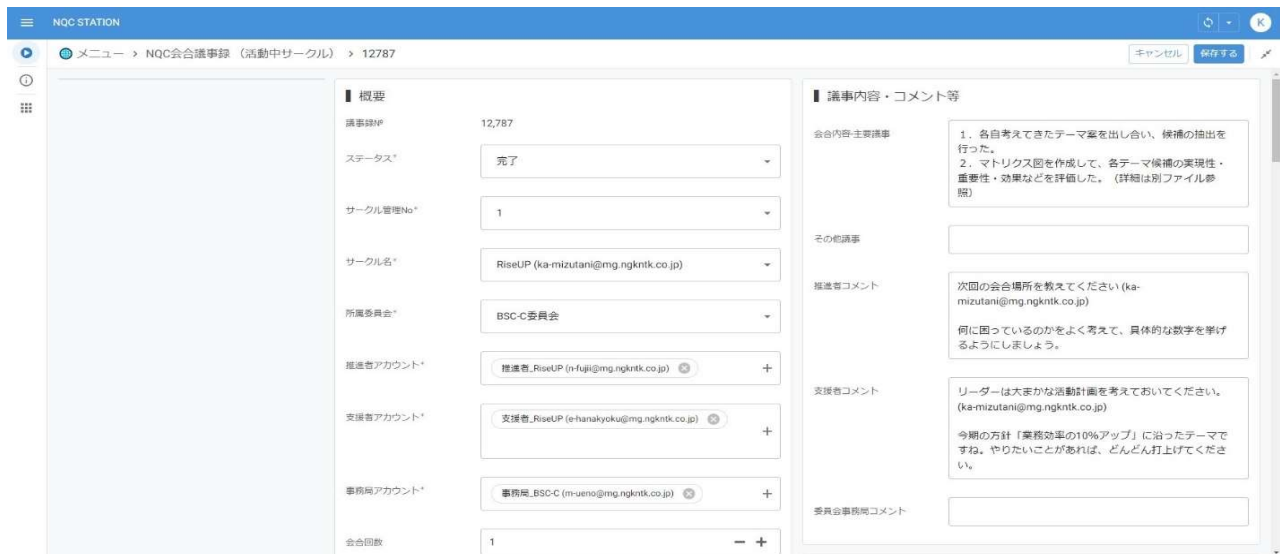 NQC STATION
K
メニュー > NQC会合議事録 （活動中サークル） > 12787
キャンセル
保存する
概要
議事録№ 12,787
ステータス* 完了
サークル管理No* 1
サークル名* RiseUP (ka-mizutani@mg.ngkntk.co.jp)
所属委員会* BSC-C委員会
推進者アカウント* 推進者_RiseUP (n-fujii@mg.ngkntk.co.jp)
支援者アカウント* 支援者_RiseUP (e-hanakyoku@mg.ngkntk.co.jp)
事務局アカウント* 事務局_BSC-C (m-ueno@mg.ngkntk.co.jp)
会合回数 1
議事内容・コメント等
会合内容-主要議事
１．各自考えてきたテーマ案を出し合い、候補の抽出を
行った。
２．マトリクス図を作成して、各テーマ候補の実現性・
重要性・効果などを評価した。（詳細は別ファイル参
照）
その他議事
推進者コメント
次回の会合場所を教えてください (ka-
mizutani@mg.ngkntk.co.jp)
何に困っているのかをよく考えて、具体的な数字を挙げ
るようにしましょう。
支援者コメント
リーダーは大まかな活動計画を考えておいてください。
(ka-mizutani@mg.ngkntk.co.jp)
今期の方針「業務効率の10%アップ」に沿ったテーマで
すね。やりたいことがあれば、どんどん打上げてくださ
い。
委員会事務局コメント